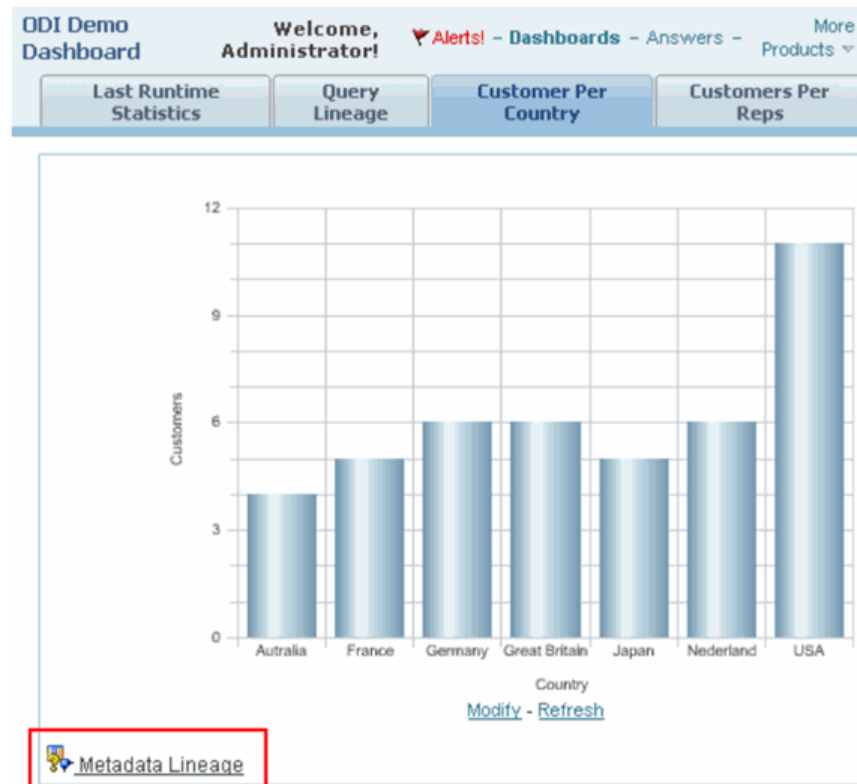 ODI Demo Dashboard
Welcome, Administrator!
Alerts! - Dashboards - Answers - More Products
Last Runtime Statistics
Query Lineage
Customer Per Country
Customers Per Reps
12
9
6
3
0
Customers
Autralia France Germany Great Britain Japan Nederland USA
Country
Modify - Refresh
Metadata Lineage